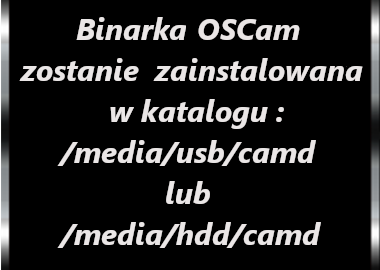 Binarka OSCam
zostanie zainstalowana
w katalogu :
/media/usb/camd
lub
/media/hdd/camd